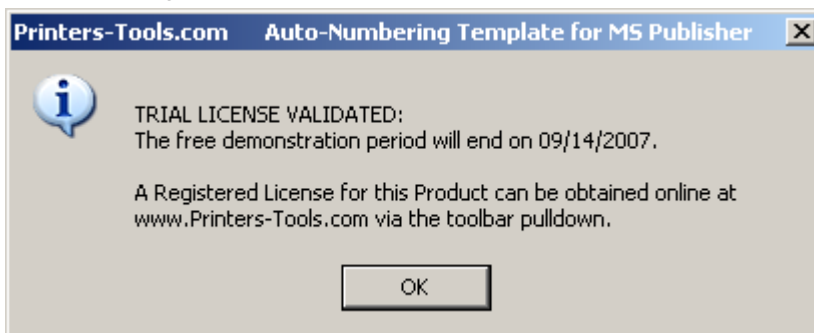 Printers-Tools.com Auto-Numbering Template for MS Publisher
TRIAL LICENSE VALIDATED:
The free demonstration period will end on 09/14/2007.
A Registered License for this Product can be obtained online at
www.Printers-Tools.com via the toolbar pulldown.
OK